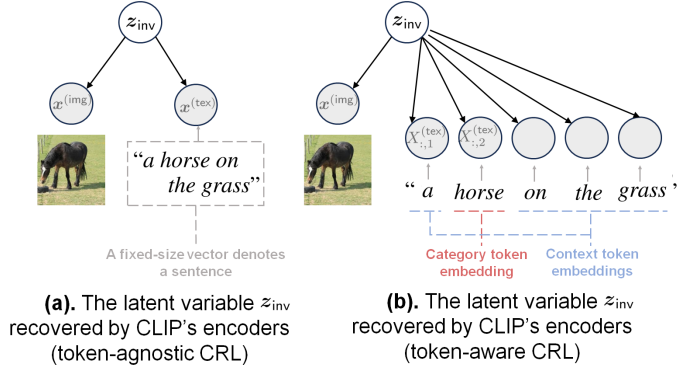 z_inv
x^(img)
x^(tex)
"a horse on
the grass"
A fixed-size vector denotes
a sentence
(a). The latent variable z_inv
recovered by CLIP's encoders
(token-agnostic CRL)
z_inv
x^(img)
X_:,1^(tex)
X_:,2^(tex)
" a horse on the grass "
Category token
embedding
Context token
embeddings
(b). The latent variable z_inv
recovered by CLIP's encoders
(token-aware CRL)